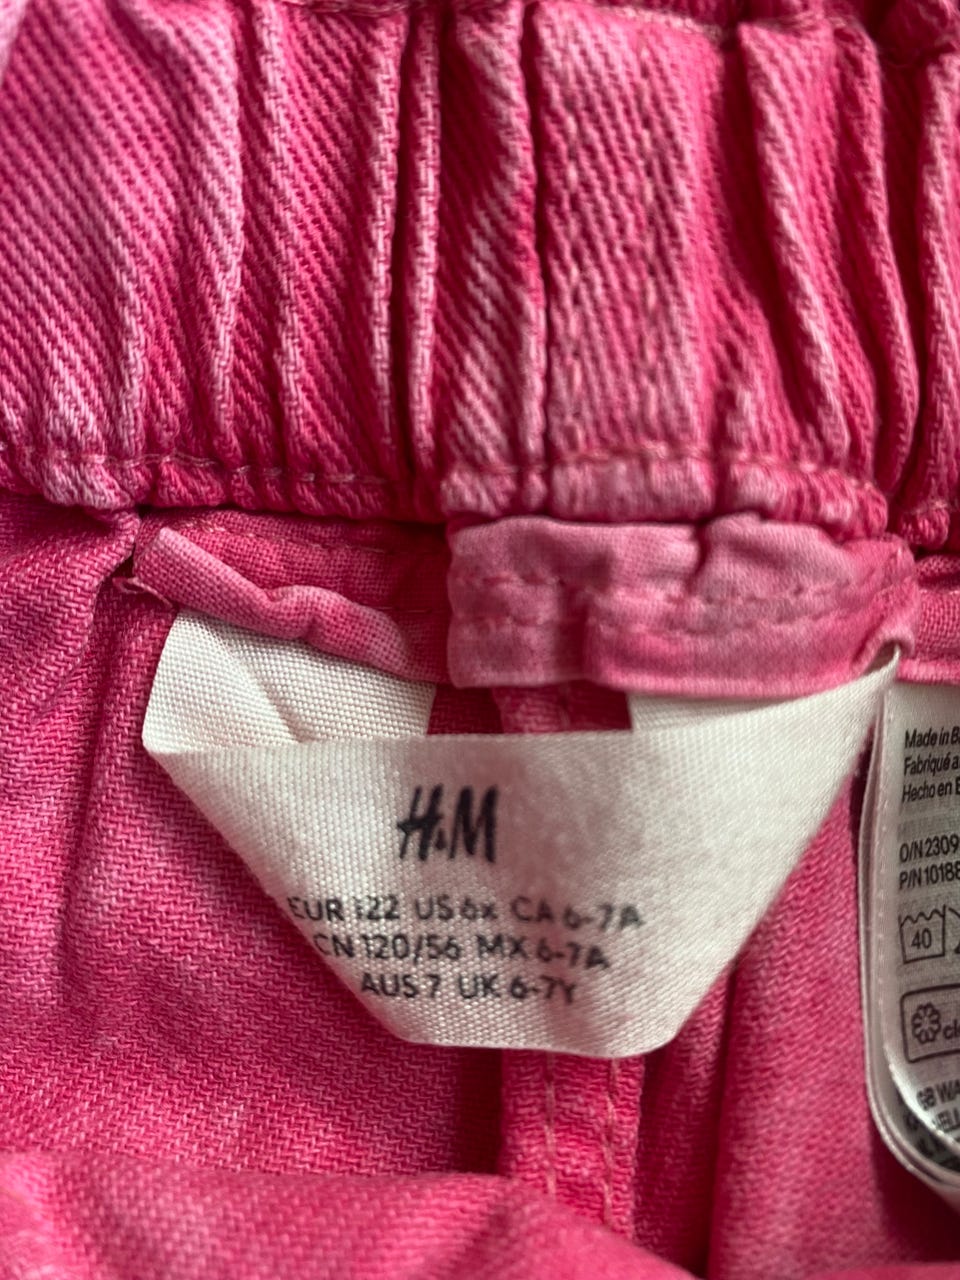 H&M
EUR 122 US 6X CA 6-7A
CN 120/56 MX 6-7A
AUS 7 UK 6-7Y
Made in
Fabriqué
Hecho en
O/N 2309
P/N 10188
40
GB